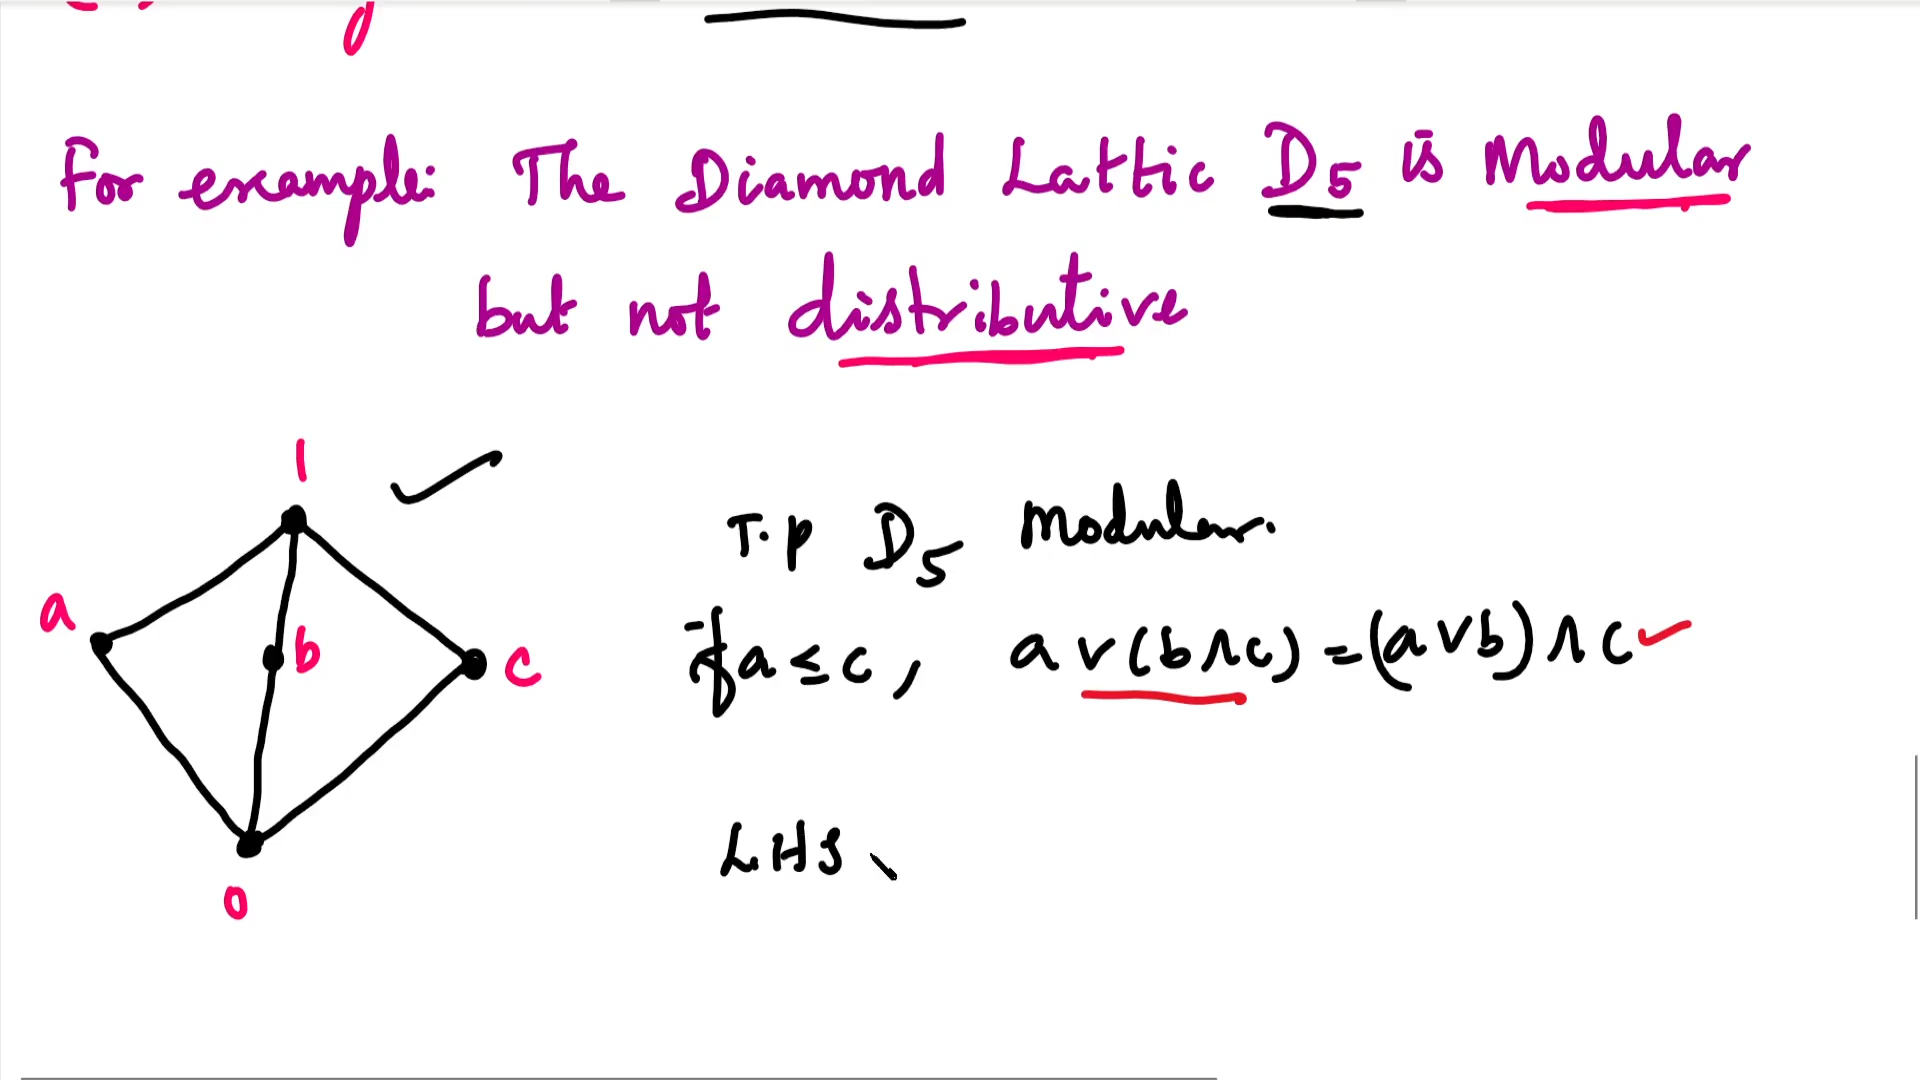 For example: The Diamond Lattic D5 is Modular
but not distributive
1
a
b
c
0
T.p D5 Modular.
if a ≤ c, a ∨ (b ∧ c) = (a ∨ b) ∧ c
LHS